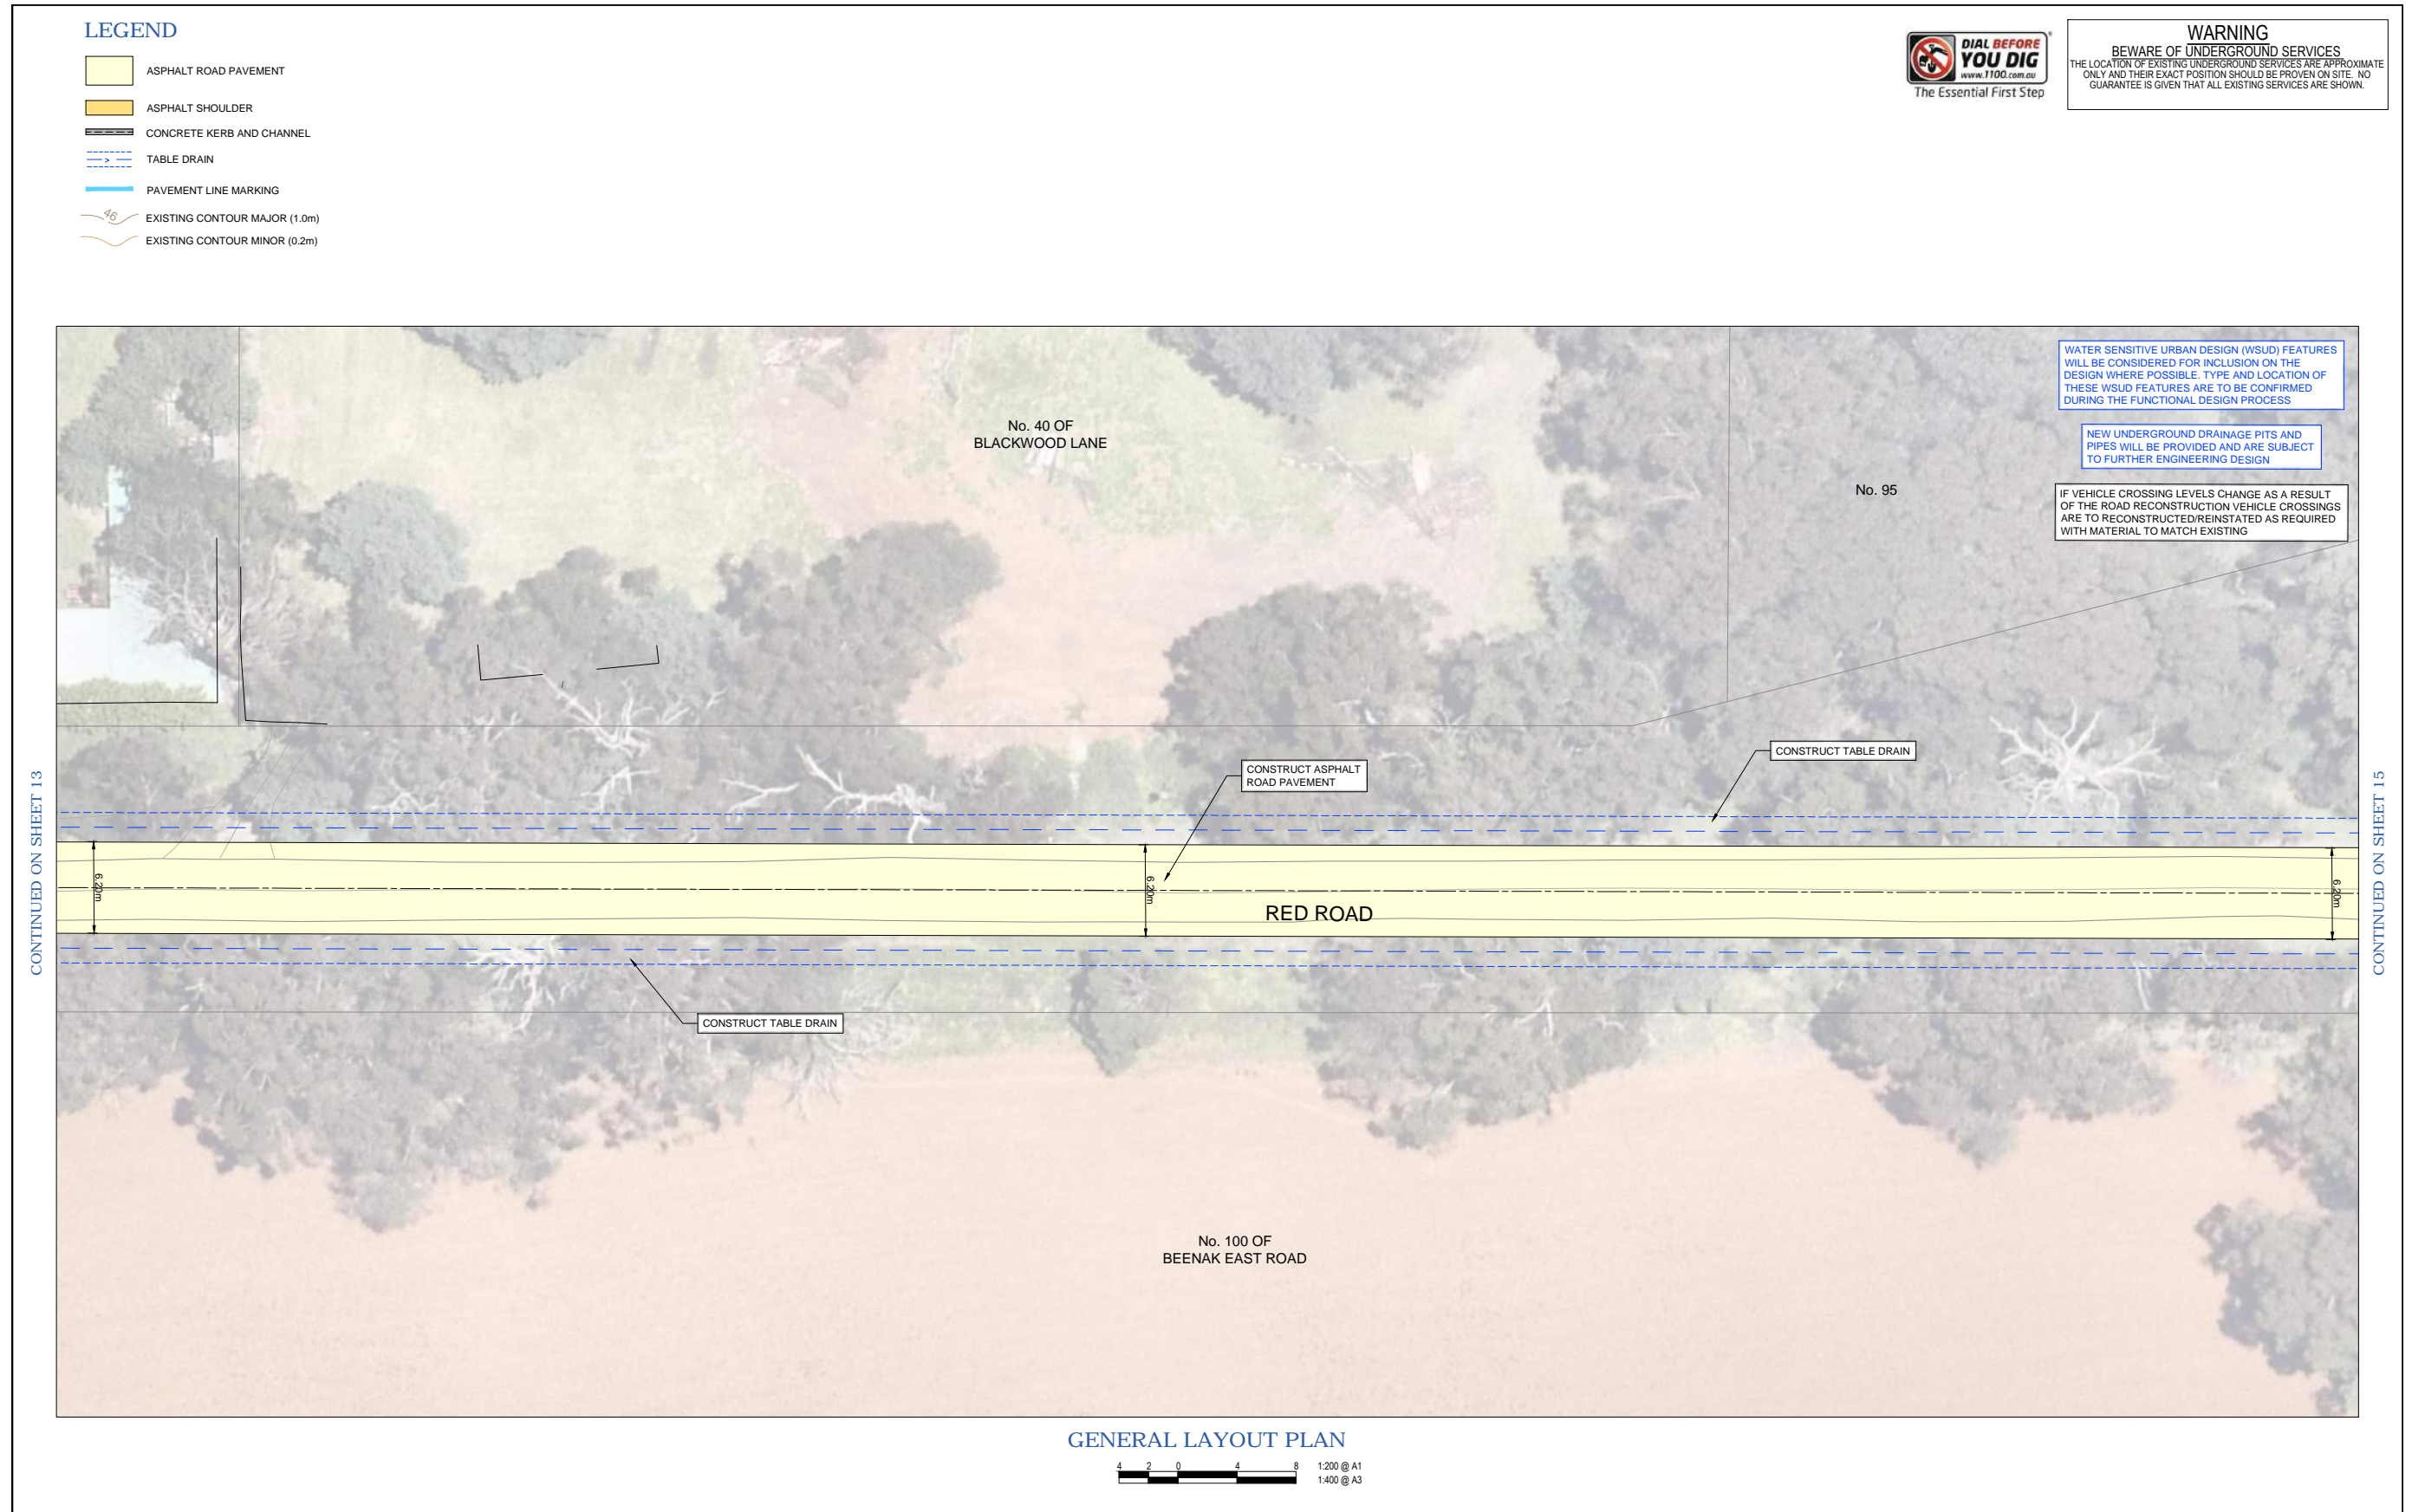 LEGEND
ASPHALT ROAD PAVEMENT
ASPHALT SHOULDER
CONCRETE KERB AND CHANNEL
TABLE DRAIN
PAVEMENT LINE MARKING
46
EXISTING CONTOUR MAJOR (1.0m)
EXISTING CONTOUR MINOR (0.2m)
DIAL BEFORE
YOU DIG
www.1100.com.au
The Essential First Step
WARNING
BEWARE OF UNDERGROUND SERVICES
THE LOCATION OF EXISTING UNDERGROUND SERVICES ARE APPROXIMATE
ONLY AND THEIR EXACT POSITION SHOULD BE PROVEN ON SITE. NO
GUARANTEE IS GIVEN THAT ALL EXISTING SERVICES ARE SHOWN.
WATER SENSITIVE URBAN DESIGN (WSUD) FEATURES
WILL BE CONSIDERED FOR INCLUSION ON THE
DESIGN WHERE POSSIBLE. TYPE AND LOCATION OF
THESE WSUD FEATURES ARE TO BE CONFIRMED
DURING THE FUNCTIONAL DESIGN PROCESS
NEW UNDERGROUND DRAINAGE PITS AND
PIPES WILL BE PROVIDED AND ARE SUBJECT
TO FURTHER ENGINEERING DESIGN
IF VEHICLE CROSSING LEVELS CHANGE AS A RESULT
OF THE ROAD RECONSTRUCTION VEHICLE CROSSINGS
ARE TO RECONSTRUCTED/REINSTATED AS REQUIRED
WITH MATERIAL TO MATCH EXISTING
No. 40 OF
BLACKWOOD LANE
No. 95
CONSTRUCT TABLE DRAIN
CONSTRUCT ASPHALT
ROAD PAVEMENT
CONTINUED ON SHEET 13
6.20m
6.20m
6.20m
CONTINUED ON SHEET 15
RED ROAD
CONSTRUCT TABLE DRAIN
No. 100 OF
BEENAK EAST ROAD
GENERAL LAYOUT PLAN
4 2 0 4 8 1:200 @ A1
1:400 @ A3